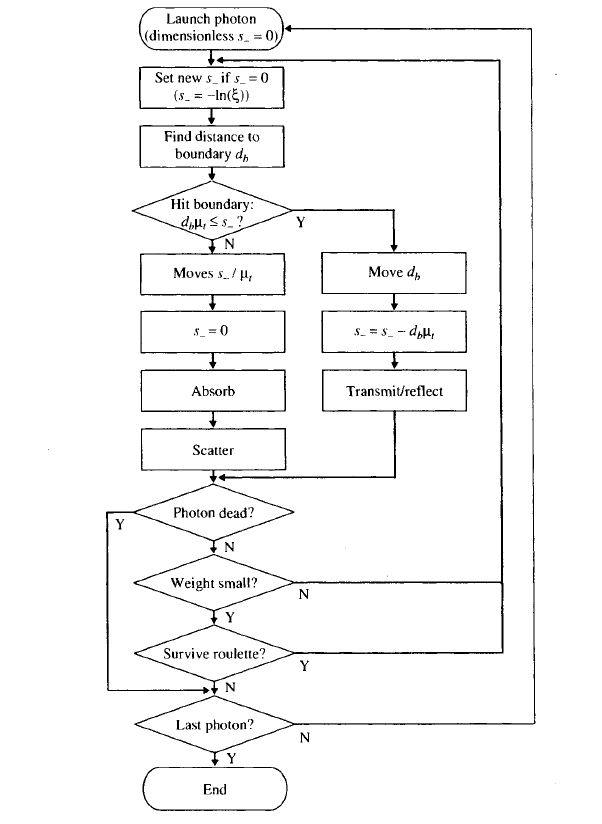 Launch photon
(dimensionless s_ = 0)
Set new s_ if s_ = 0
(s_ = −ln(ξ))
Find distance to
boundary d_b
Hit boundary:
d_bμ_t ≤ s_ ?
Y
N
Moves s_ / μ_t
Move d_b
s_ = 0
s_ = s_ − d_bμ_t
Absorb
Transmit/reflect
Scatter
Photon dead?
Y
N
Weight small?
N
Y
Survive roulette?
Y
N
Last photon?
N
Y
End